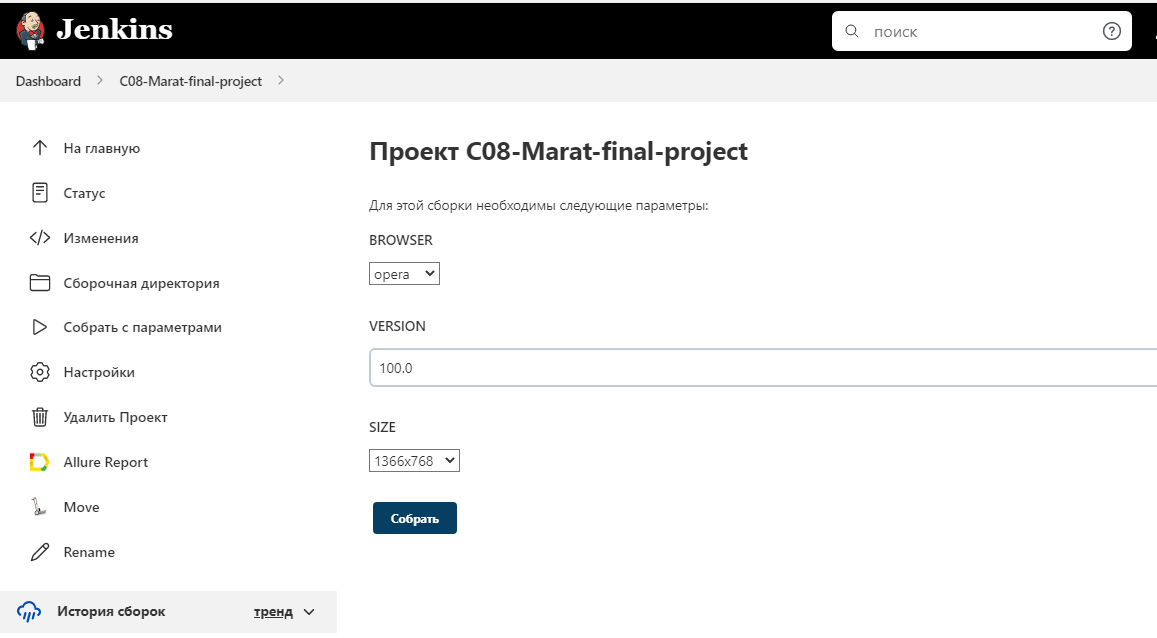 Jenkins
поиск
Dashboard
C08-Marat-final-project
На главную
Статус
Изменения
Сборочная директория
Собрать с параметрами
Настройки
Удалить Проект
Allure Report
Move
Rename
История сборок
тренд
Проект C08-Marat-final-project
Для этой сборки необходимы следующие параметры:
BROWSER
opera
VERSION
100.0
SIZE
1366x768
Собрать